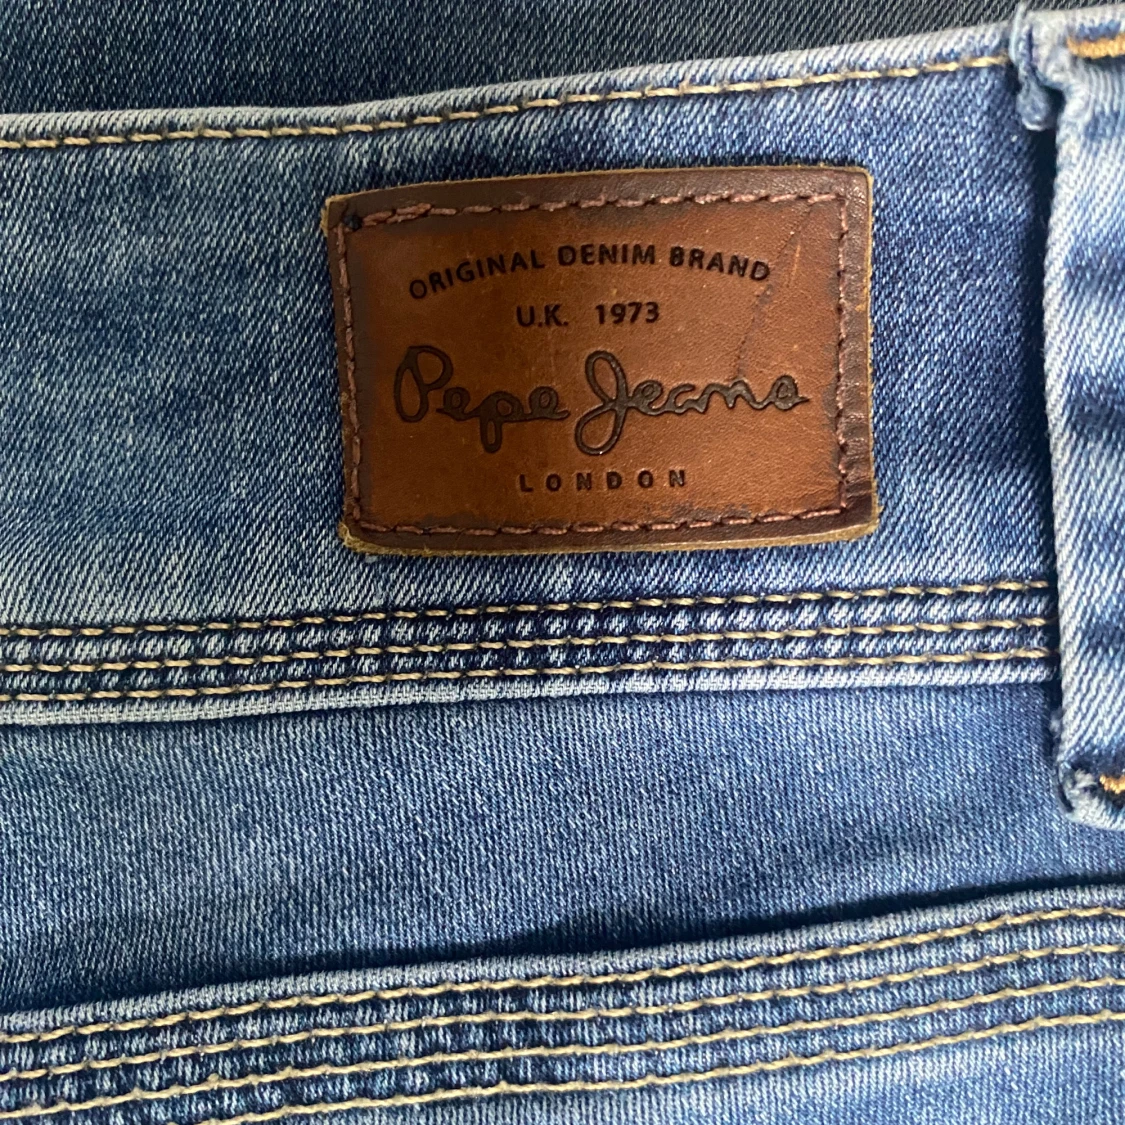 ORIGINAL DENIM BRAND
U.K. 1973
Pepe Jeans
LONDON